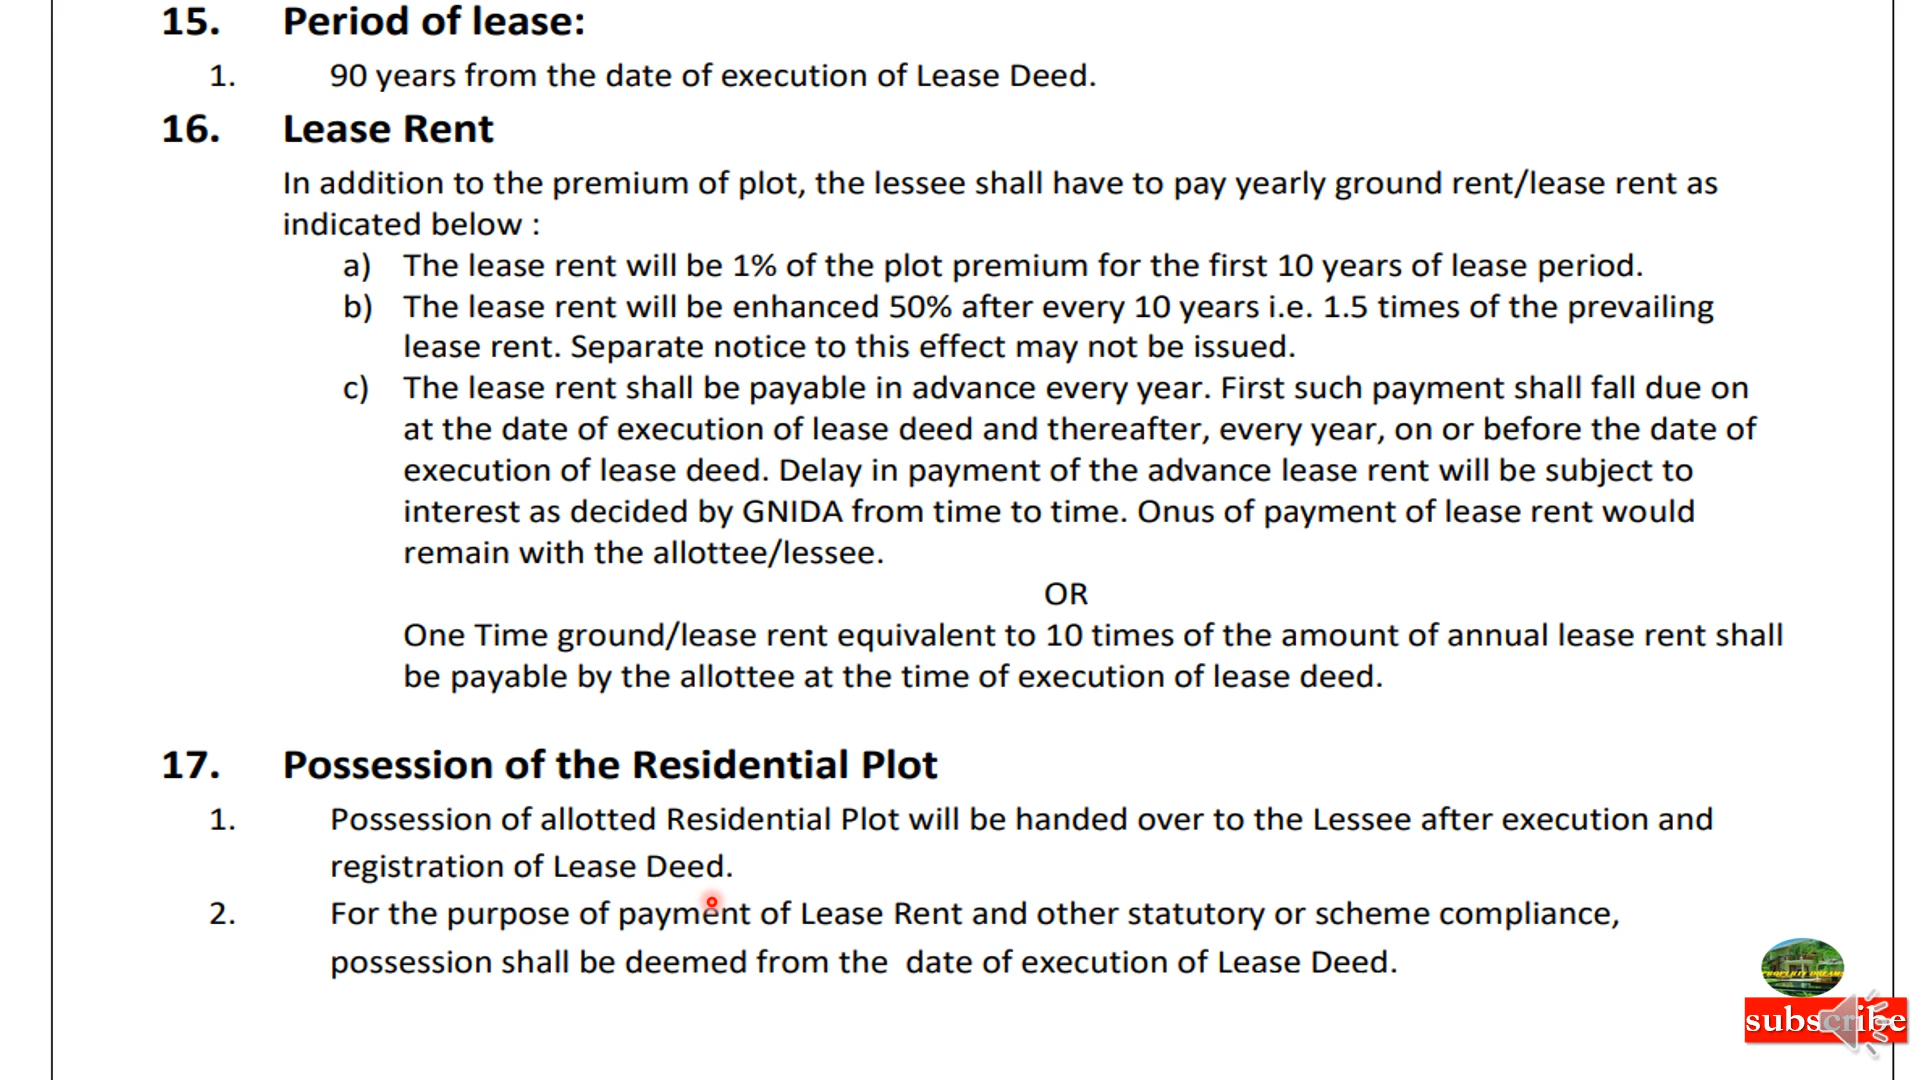 15. Period of lease:
1. 90 years from the date of execution of Lease Deed.
16. Lease Rent
In addition to the premium of plot, the lessee shall have to pay yearly ground rent/lease rent as
indicated below :
a) The lease rent will be 1% of the plot premium for the first 10 years of lease period.
b) The lease rent will be enhanced 50% after every 10 years i.e. 1.5 times of the prevailing
lease rent. Separate notice to this effect may not be issued.
c) The lease rent shall be payable in advance every year. First such payment shall fall due on
at the date of execution of lease deed and thereafter, every year, on or before the date of
execution of lease deed. Delay in payment of the advance lease rent will be subject to
interest as decided by GNIDA from time to time. Onus of payment of lease rent would
remain with the allottee/lessee.
OR
One Time ground/lease rent equivalent to 10 times of the amount of annual lease rent shall
be payable by the allottee at the time of execution of lease deed.
17. Possession of the Residential Plot
1. Possession of allotted Residential Plot will be handed over to the Lessee after execution and
registration of Lease Deed.
2. For the purpose of payment of Lease Rent and other statutory or scheme compliance,
possession shall be deemed from the  date of execution of Lease Deed.
subscribe